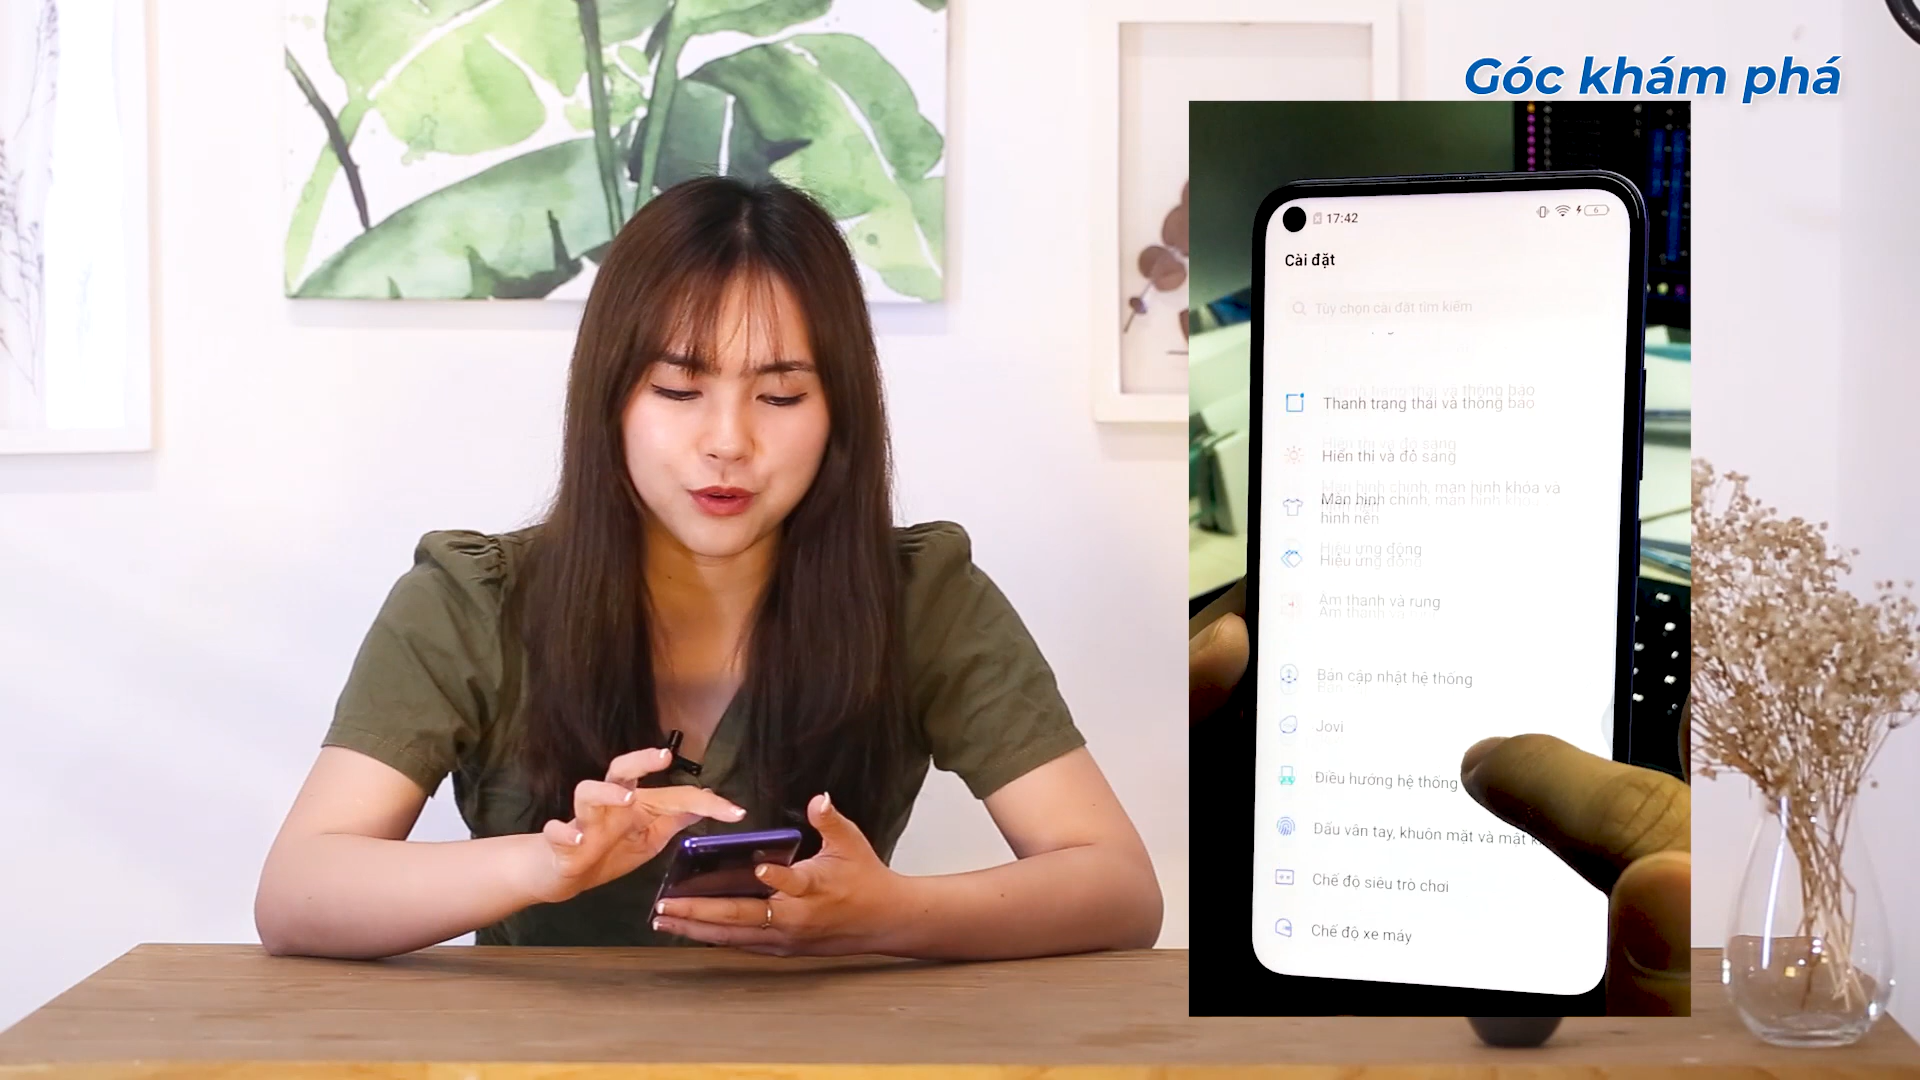 Góc khám phá
17:42
6
Cài đặt
Tùy chọn cài đặt tìm kiếm
Thanh trạng thái và thông báo
Hiển thị và độ sáng
Màn hình chính, màn hình khóa và
hình nền
Hiệu ứng động
Âm thanh và rung
Bản cập nhật hệ thống
Jovi
Điều hướng hệ thống
Dấu vân tay, khuôn mặt và mật
Chế độ siêu trò chơi
Chế độ xe máy